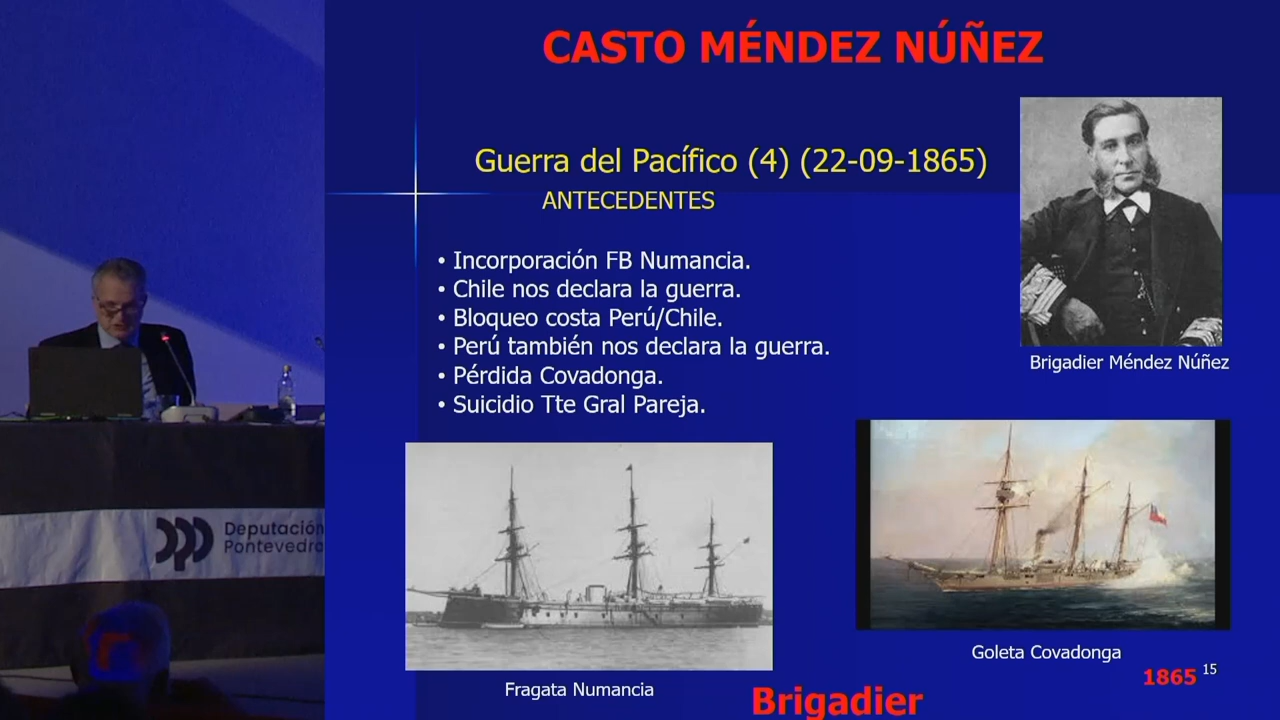 CASTO MÉNDEZ NÚÑEZ
Guerra del Pacífico (4) (22-09-1865)
ANTECEDENTES
• Incorporación FB Numancia.
• Chile nos declara la guerra.
• Bloqueo costa Perú/Chile.
• Perú también nos declara la guerra.
• Pérdida Covadonga.
• Suicidio Tte Gral Pareja.
Brigadier Méndez Núñez
Fragata Numancia
Goleta Covadonga
1865 15
Brigadier
Deputación
Pontevedra